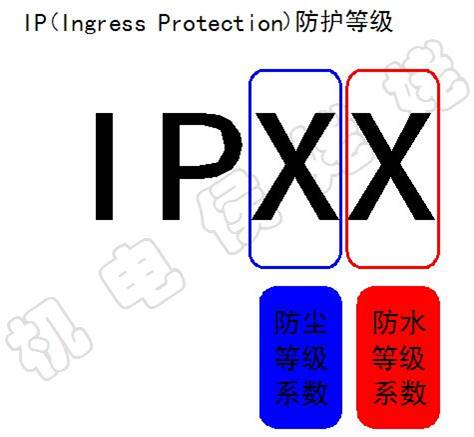 IP(Ingress Protection)防护等级
IPXX
防尘
等级
系数
防水
等级
系数